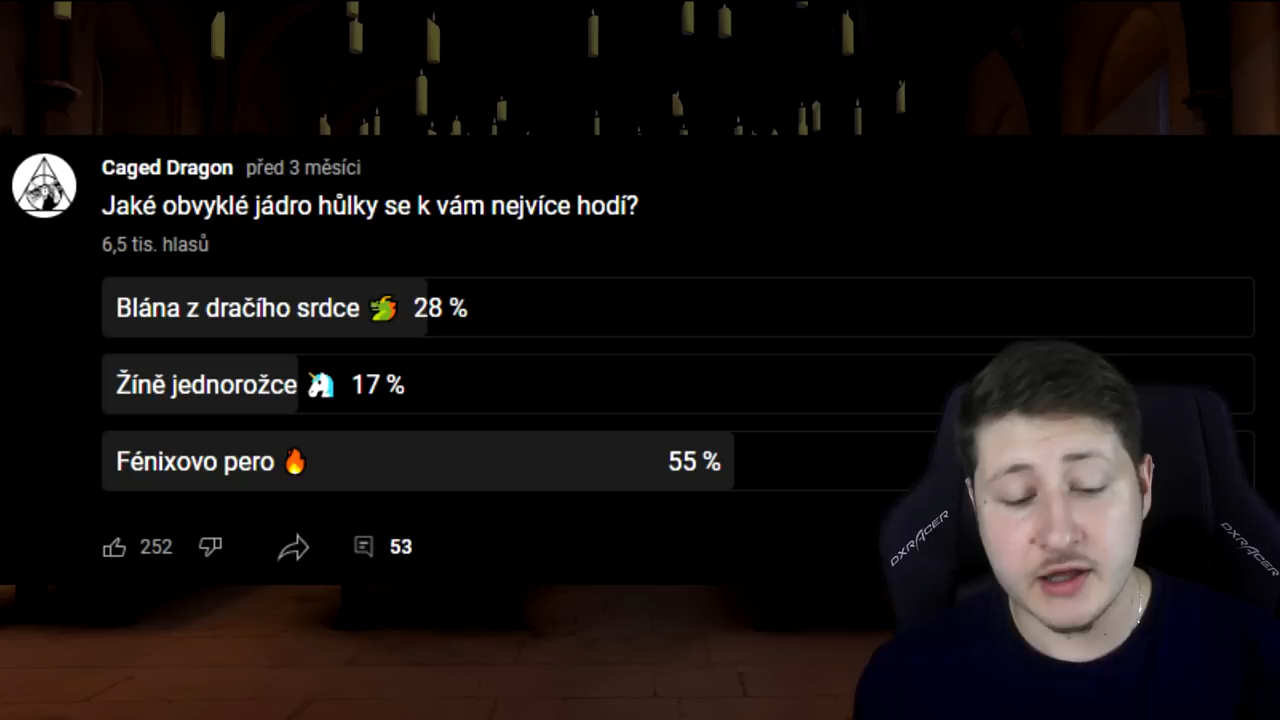 Caged Dragon před 3 měsíci
Jaké obvyklé jádro hůlky se k vám nejvíce hodí?
6,5 tis. hlasů
Blána z dračího srdce 🐲 28 %
Žíně jednorožce 🦄 17 %
Fénixovo pero 🔥 55 %
252 53
DXRACER
DXRACER